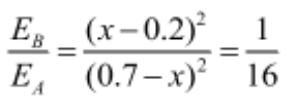 E_B / E_A = (x − 0.2)² / (0.7 − x)² = 1 / 16